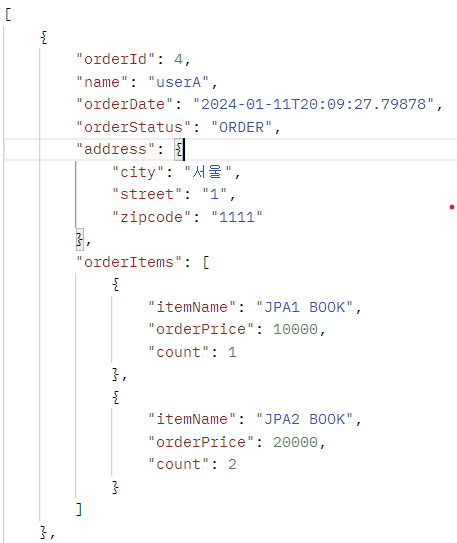 [
    {
        "orderId": 4,
        "name": "userA",
        "orderDate": "2024-01-11T20:09:27.79878",
        "orderStatus": "ORDER",
        "address": {
            "city": "서울",
            "street": "1",
            "zipcode": "1111"
        },
        "orderItems": [
            {
                "itemName": "JPA1 BOOK",
                "orderPrice": 10000,
                "count": 1
            },
            {
                "itemName": "JPA2 BOOK",
                "orderPrice": 20000,
                "count": 2
            }
        ]
    },